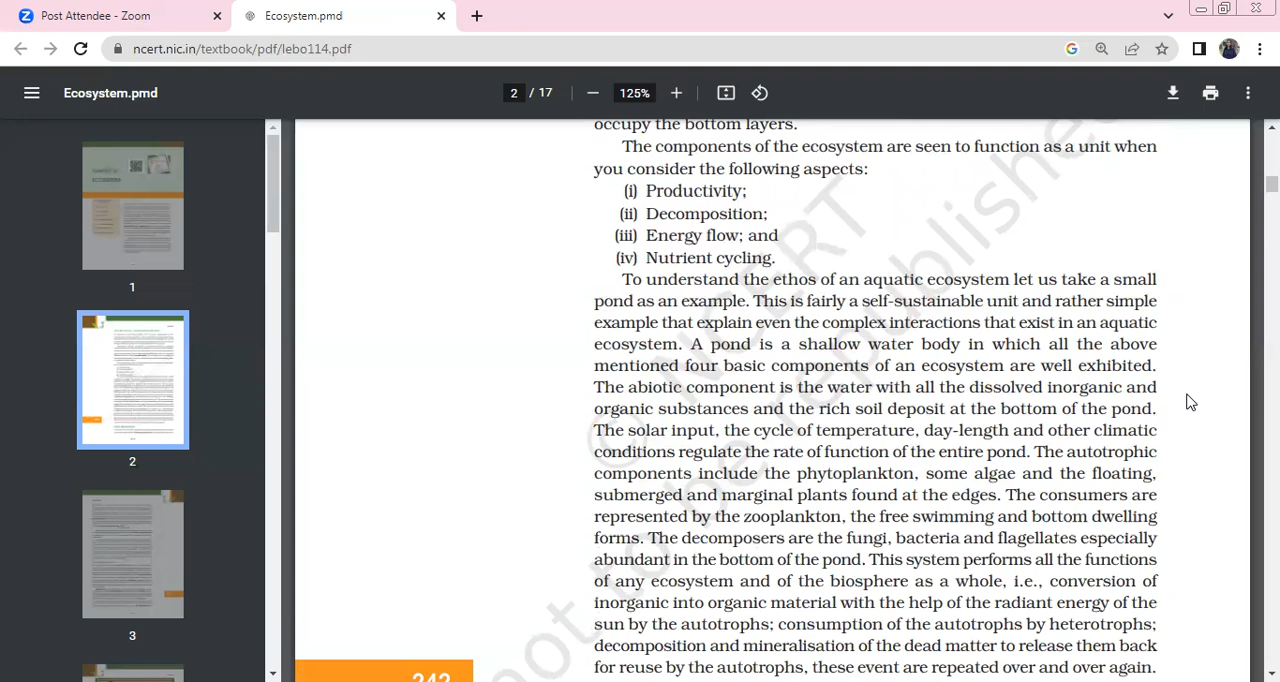 Post Attendee - Zoom
Ecosystem.pmd
ncert.nic.in/textbook/pdf/lebo114.pdf
Ecosystem.pmd
2 / 17
125%
1
2
3
occupy the bottom layers.
The components of the ecosystem are seen to function as a unit when
you consider the following aspects:
(i) Productivity;
(ii) Decomposition;
(iii) Energy flow; and
(iv) Nutrient cycling.
To understand the ethos of an aquatic ecosystem let us take a small
pond as an example. This is fairly a self-sustainable unit and rather simple
example that explain even the complex interactions that exist in an aquatic
ecosystem. A pond is a shallow water body in which all the above
mentioned four basic components of an ecosystem are well exhibited.
The abiotic component is the water with all the dissolved inorganic and
organic substances and the rich soil deposit at the bottom of the pond.
The solar input, the cycle of temperature, day-length and other climatic
conditions regulate the rate of function of the entire pond. The autotrophic
components include the phytoplankton, some algae and the floating,
submerged and marginal plants found at the edges. The consumers are
represented by the zooplankton, the free swimming and bottom dwelling
forms. The decomposers are the fungi, bacteria and flagellates especially
abundant in the bottom of the pond. This system performs all the functions
of any ecosystem and of the biosphere as a whole, i.e., conversion of
inorganic into organic material with the help of the radiant energy of the
sun by the autotrophs; consumption of the autotrophs by heterotrophs;
decomposition and mineralisation of the dead matter to release them back
for reuse by the autotrophs, these event are repeated over and over again.
242
© NCERT
not to be republished